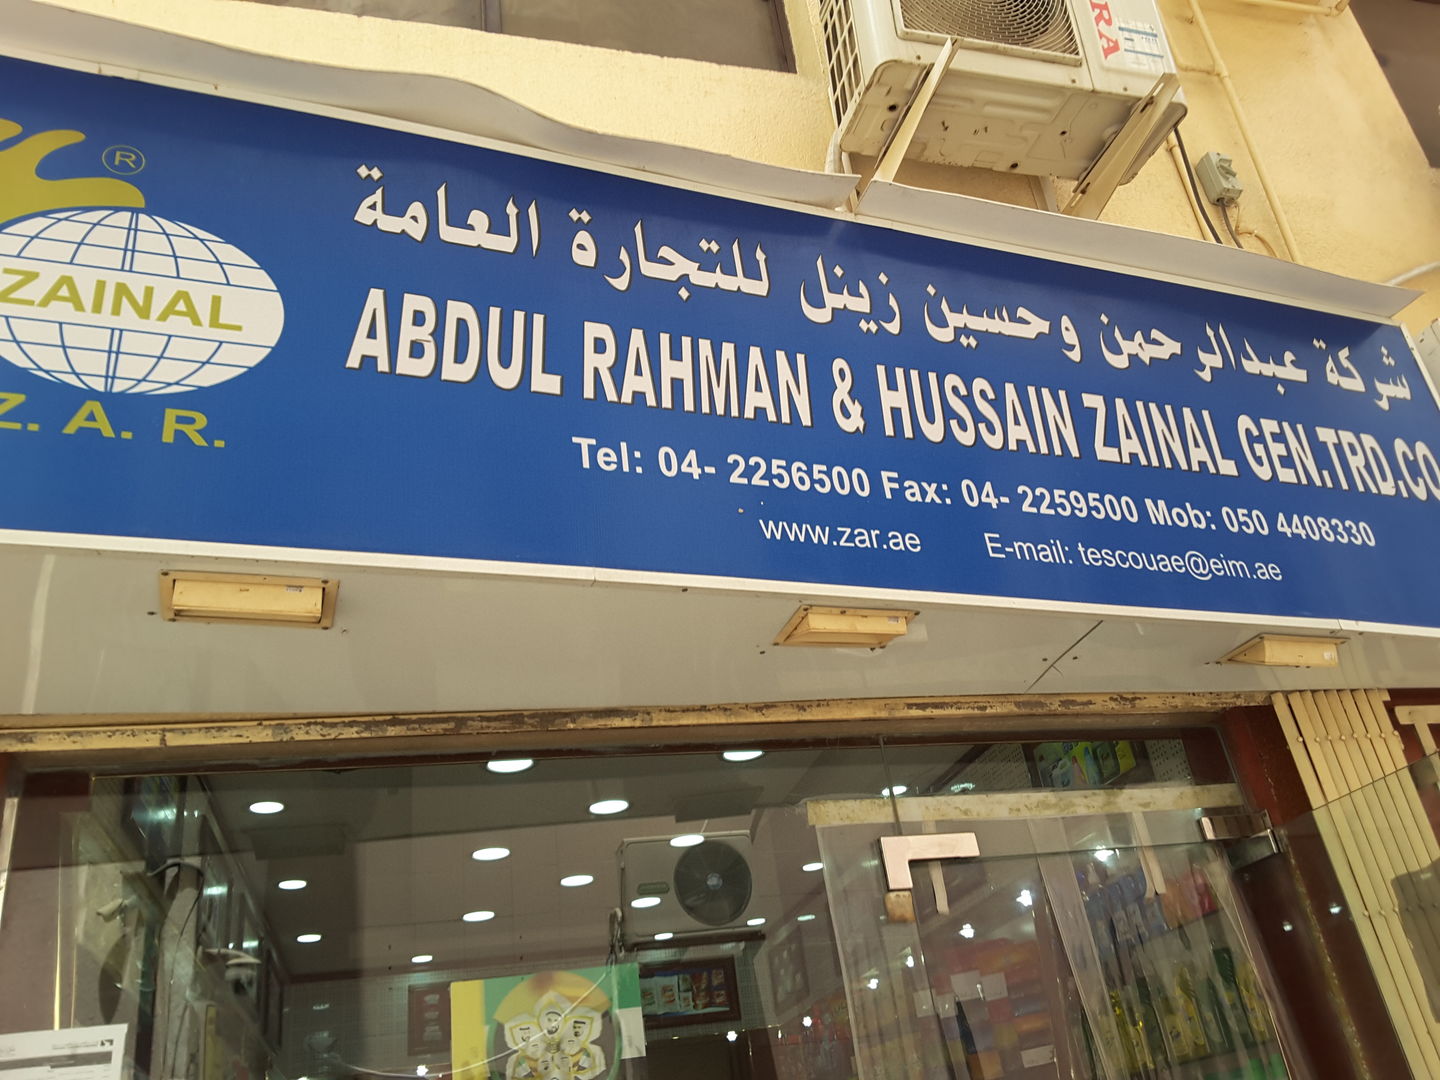 ®
ZAINAL
Z. A. R.
شركة عبدالرحمن وحسين زينل للتجارة العامة
ABDUL RAHMAN & HUSSAIN ZAINAL GEN.TRD.CO
Tel: 04- 2256500 Fax: 04- 2259500 Mob: 050 4408330
www.zar.ae E-mail: tescouae@eim.ae